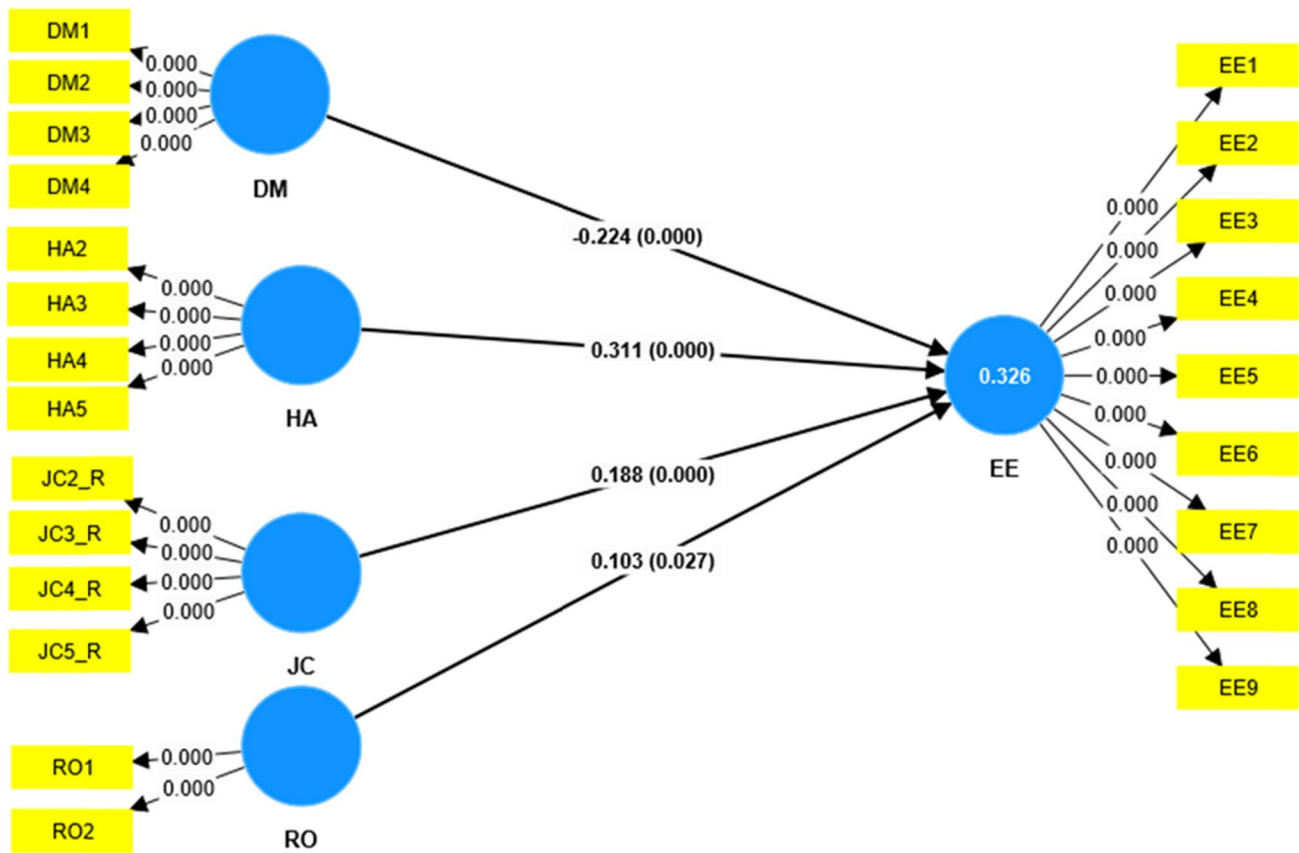 DM1
DM2
DM3
DM4
0.000
0.000
0.000
0.000
DM
HA2
HA3
HA4
HA5
0.000
0.000
0.000
0.000
HA
JC2_R
JC3_R
JC4_R
JC5_R
0.000
0.000
0.000
0.000
JC
RO1
RO2
0.000
0.000
RO
-0.224 (0.000)
0.311 (0.000)
0.188 (0.000)
0.103 (0.027)
0.326
EE
0.000
0.000
0.000
0.000
0.000
0.000
0.000
0.000
0.000
EE1
EE2
EE3
EE4
EE5
EE6
EE7
EE8
EE9